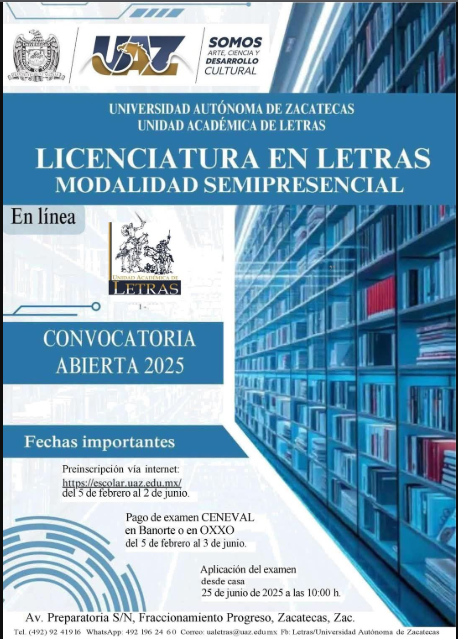 UAZ
SOMOS
ARTE, CIENCIA Y
DESARROLLO
CULTURAL
UNIVERSIDAD AUTÓNOMA DE ZACATECAS
UNIDAD ACADÉMICA DE LETRAS
LICENCIATURA EN LETRAS
MODALIDAD SEMIPRESENCIAL
En línea
UNIDAD ACADÉMICA DE
LETRAS
- 1 -
CONVOCATORIA
ABIERTA 2025
Fechas importantes
Preinscripción vía internet:
https://escolar.uaz.edu.mx/
del 5 de febrero al 2 de junio.
Pago de examen CENEVAL
en Banorte o en OXXO
del 5 de febrero al 3 de junio.
Aplicación del examen
desde casa
25 de junio de 2025 a las 10:00 h.
Av. Preparatoria S/N, Fraccionamiento Progreso, Zacatecas, Zac.
Tel. (492) 92 41916 WhatsApp: 492 196 24 60 Correo: ualetras@uaz.edu.mx Fb: Letras/Universidad Autónoma de Zacatecas